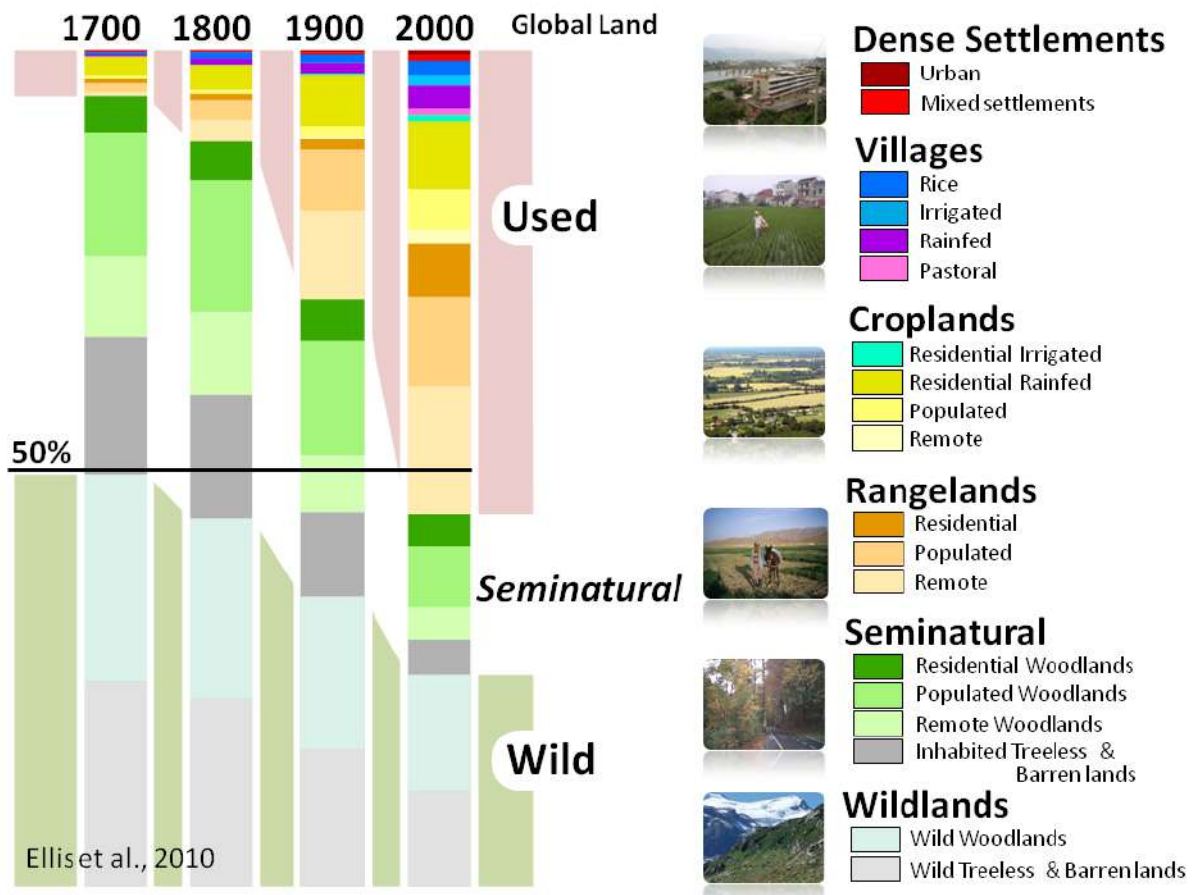 1700 1800 1900 2000 Global Land
50%
Used
Seminatural
Wild
Ellis et al., 2010
Dense Settlements
Urban
Mixed settlements
Villages
Rice
Irrigated
Rainfed
Pastoral
Croplands
Residential Irrigated
Residential Rainfed
Populated
Remote
Rangelands
Residential
Populated
Remote
Seminatural
Residential Woodlands
Populated Woodlands
Remote Woodlands
Inhabited Treeless &
Barren lands
Wildlands
Wild Woodlands
Wild Treeless & Barren lands